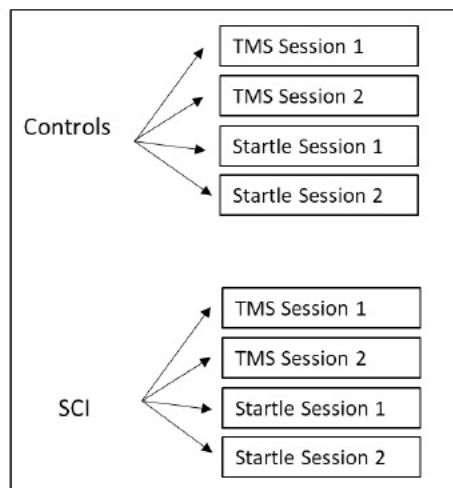 Controls
TMS Session 1
TMS Session 2
Startle Session 1
Startle Session 2
SCI
TMS Session 1
TMS Session 2
Startle Session 1
Startle Session 2